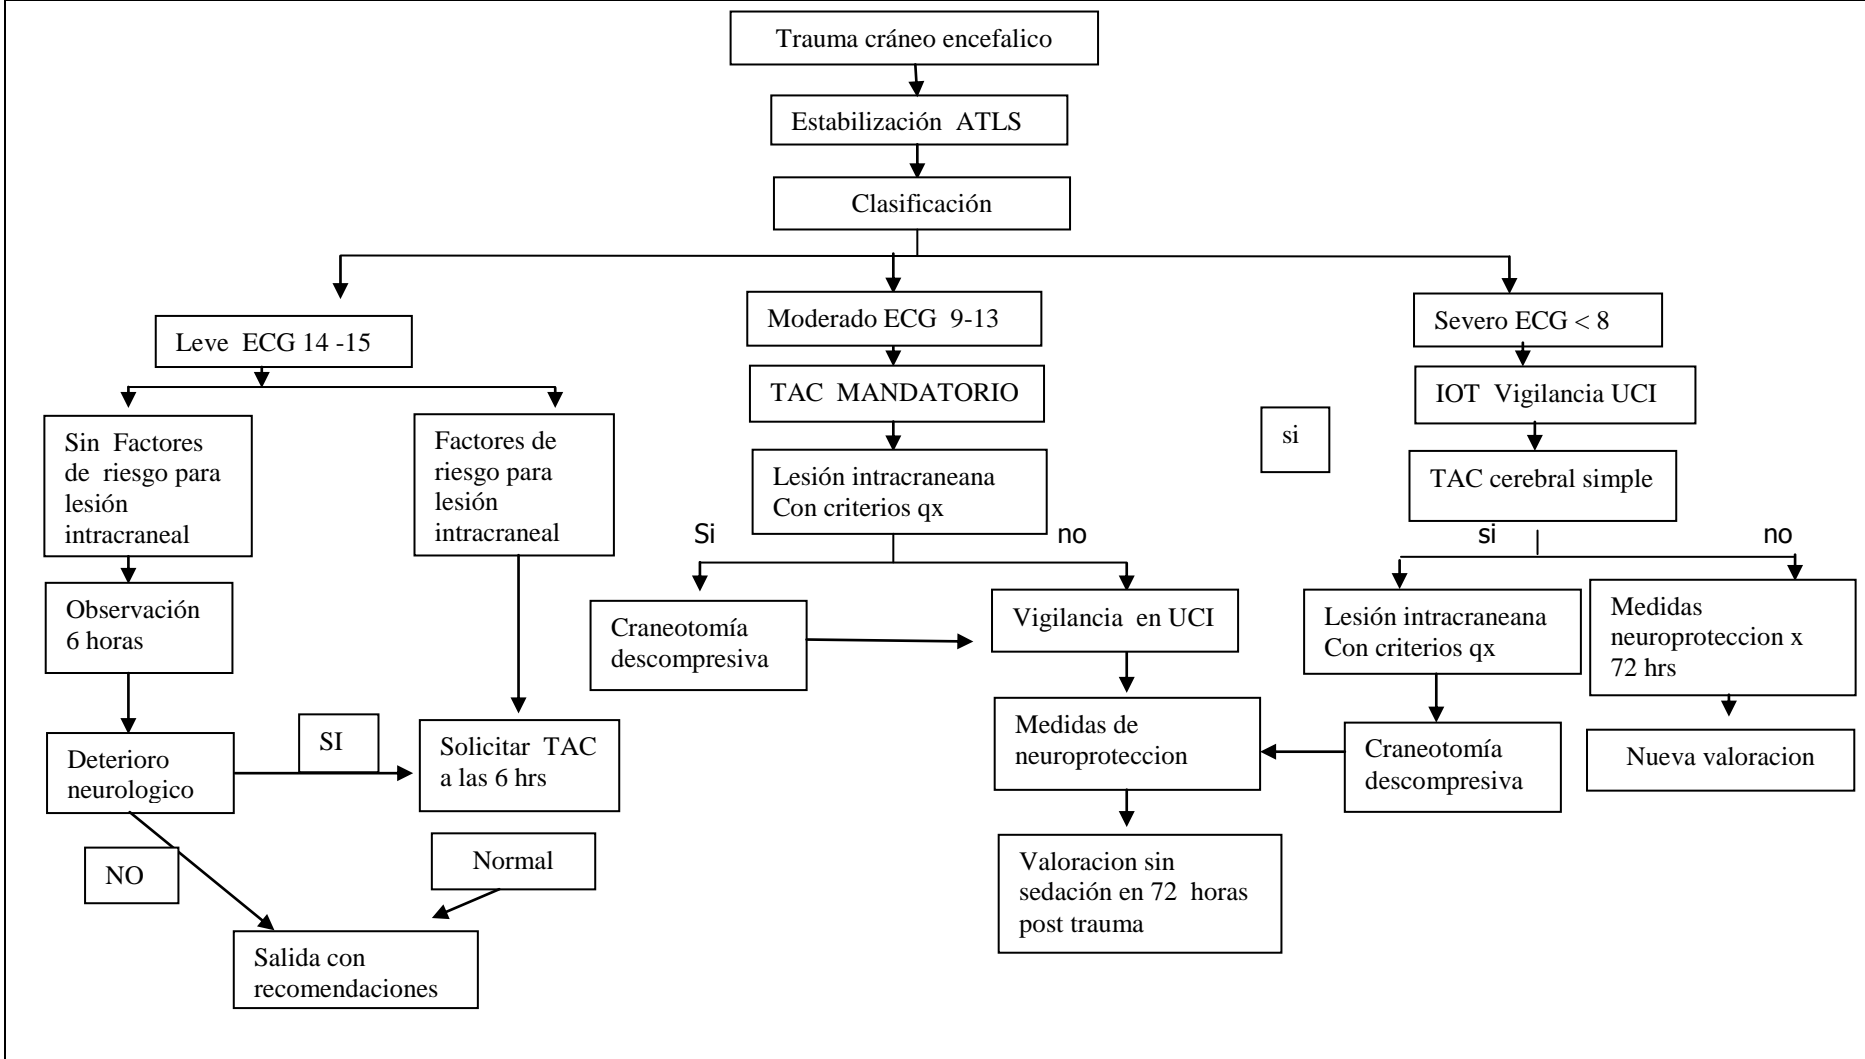 Trauma cráneo encefalico
Estabilización ATLS
Clasificación
Leve ECG 14 -15
Moderado ECG 9-13
Severo ECG < 8
Sin Factores
de riesgo para
lesión
intracraneal
Factores de
riesgo para
lesión
intracraneal
TAC MANDATORIO
si
IOT Vigilancia UCI
Lesión intracraneana
Con criterios qx
TAC cerebral simple
Si
no
si
no
Observación
6 horas
Craneotomía
descompresiva
Vigilancia en UCI
Lesión intracraneana
Con criterios qx
Medidas
neuroproteccion x
72 hrs
Deterioro
neurologico
SI
Solicitar TAC
a las 6 hrs
Medidas de
neuroproteccion
Craneotomía
descompresiva
Nueva valoracion
NO
Normal
Valoracion sin
sedación en 72 horas
post trauma
Salida con
recomendaciones